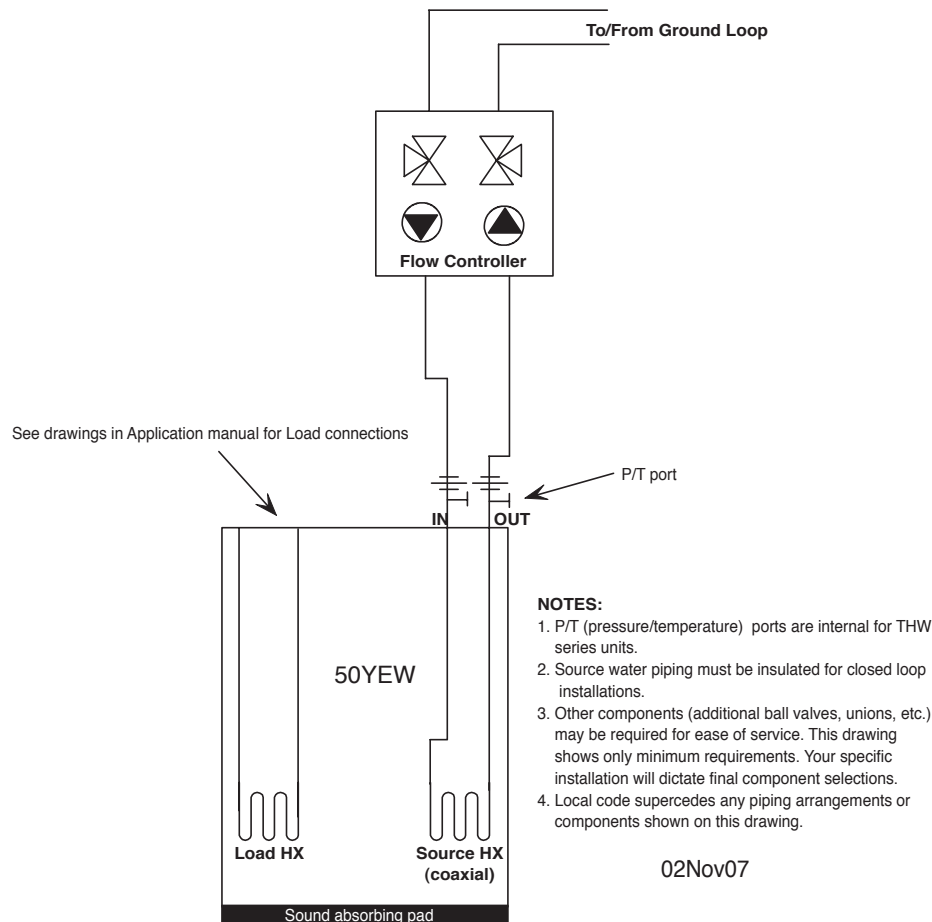 To/From Ground Loop
Flow Controller
See drawings in Application manual for Load connections
P/T port
IN
OUT
NOTES:
1. P/T (pressure/temperature) ports are internal for THW
series units.
2. Source water piping must be insulated for closed loop
installations.
3. Other components (additional ball valves, unions, etc.)
may be required for ease of service. This drawing
shows only minimum requirements. Your specific
installation will dictate final component selections.
4. Local code supercedes any piping arrangements or
components shown on this drawing.
50YEW
Load HX
Source HX
(coaxial)
02Nov07
Sound absorbing pad